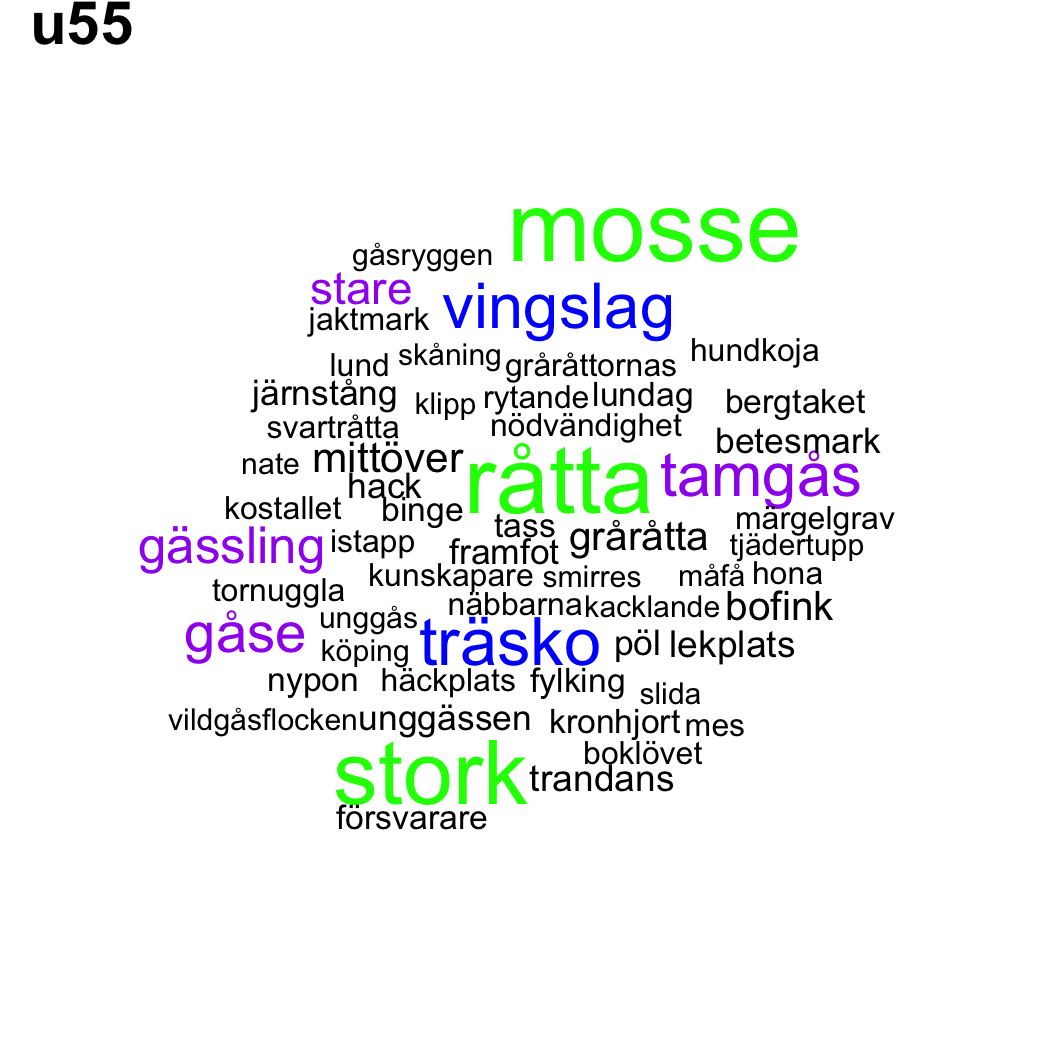 u55
mosse
gåsryggen
stare
vingslag
jaktmark
lund
skåning
gråråttornas
hundkoja
järnstång
klipp
rytande
lundag
bergtaket
svartråtta
nödvändighet
betesmark
nate
mittöver
råtta
tamgås
hack
kostallet
binge
tass
gråråtta
märgelgrav
gässling
istapp
framfot
tjädertupp
kunskapare
smirres
måfå
hona
tornuggla
unggås
näbbarna
kacklande
bofink
gåse
köping
träsko
pöl
lekplats
nypon
häckplats
fylking
slida
vildgåsflocken
unggässen
kronhjort
mes
boklövet
stork
trandans
försvarare